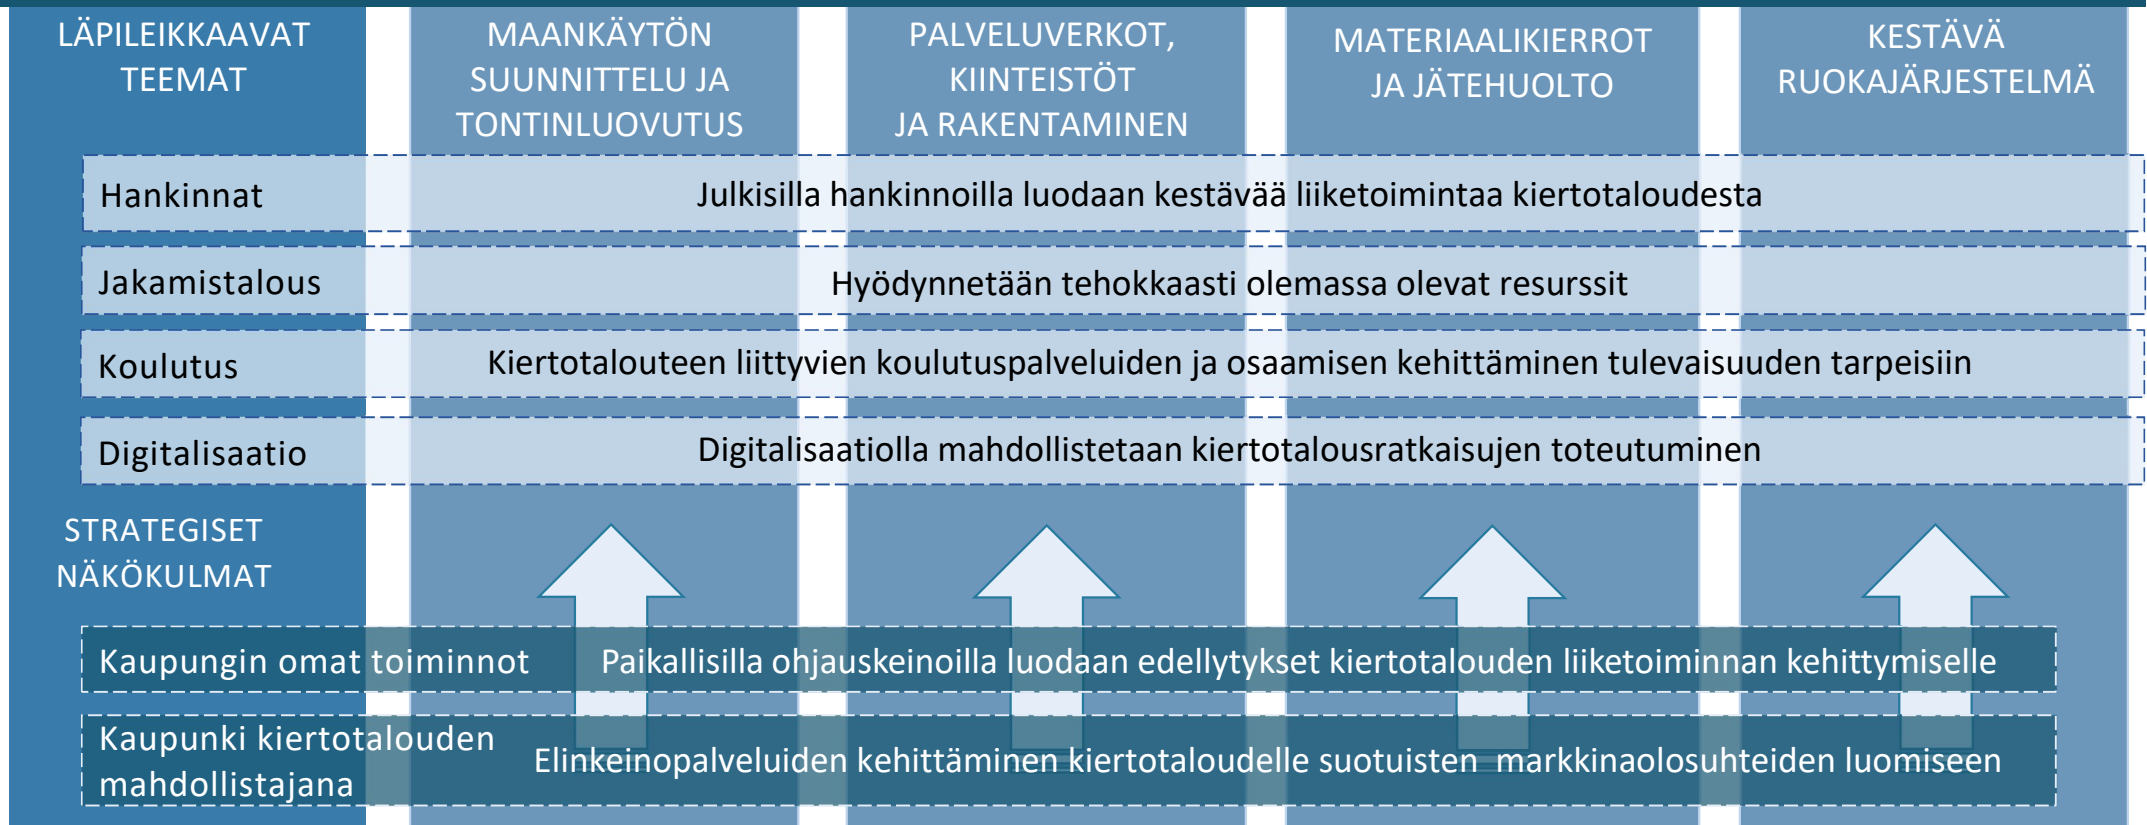 LÄPILEIKKAAVAT
TEEMAT
MAANKÄYTÖN
SUUNNITTELU JA
TONTINLUOVUTUS
PALVELUVERKOT,
KIINTEISTÖT
JA RAKENTAMINEN
MATERIAALIKIERROT
JA JÄTEHUOLTO
KESTÄVÄ
RUOKAJÄRJESTELMÄ
Hankinnat
Julkisilla hankinnoilla luodaan kestävää liiketoimintaa kiertotaloudesta
Jakamistalous
Hyödynnetään tehokkaasti olemassa olevat resurssit
Koulutus
Kiertotalouteen liittyvien koulutuspalveluiden ja osaamisen kehittäminen tulevaisuuden tarpeisiin
Digitalisaatio
Digitalisaatiolla mahdollistetaan kiertotalousratkaisujen toteutuminen
STRATEGISET
NÄKÖKULMAT
Kaupungin omat toiminnot
Paikallisilla ohjauskeinoilla luodaan edellytykset kiertotalouden liiketoiminnan kehittymiselle
Kaupunki kiertotalouden
mahdollistajana
Elinkeinopalveluiden kehittäminen kiertotaloudelle suotuisten markkinaolosuhteiden luomiseen